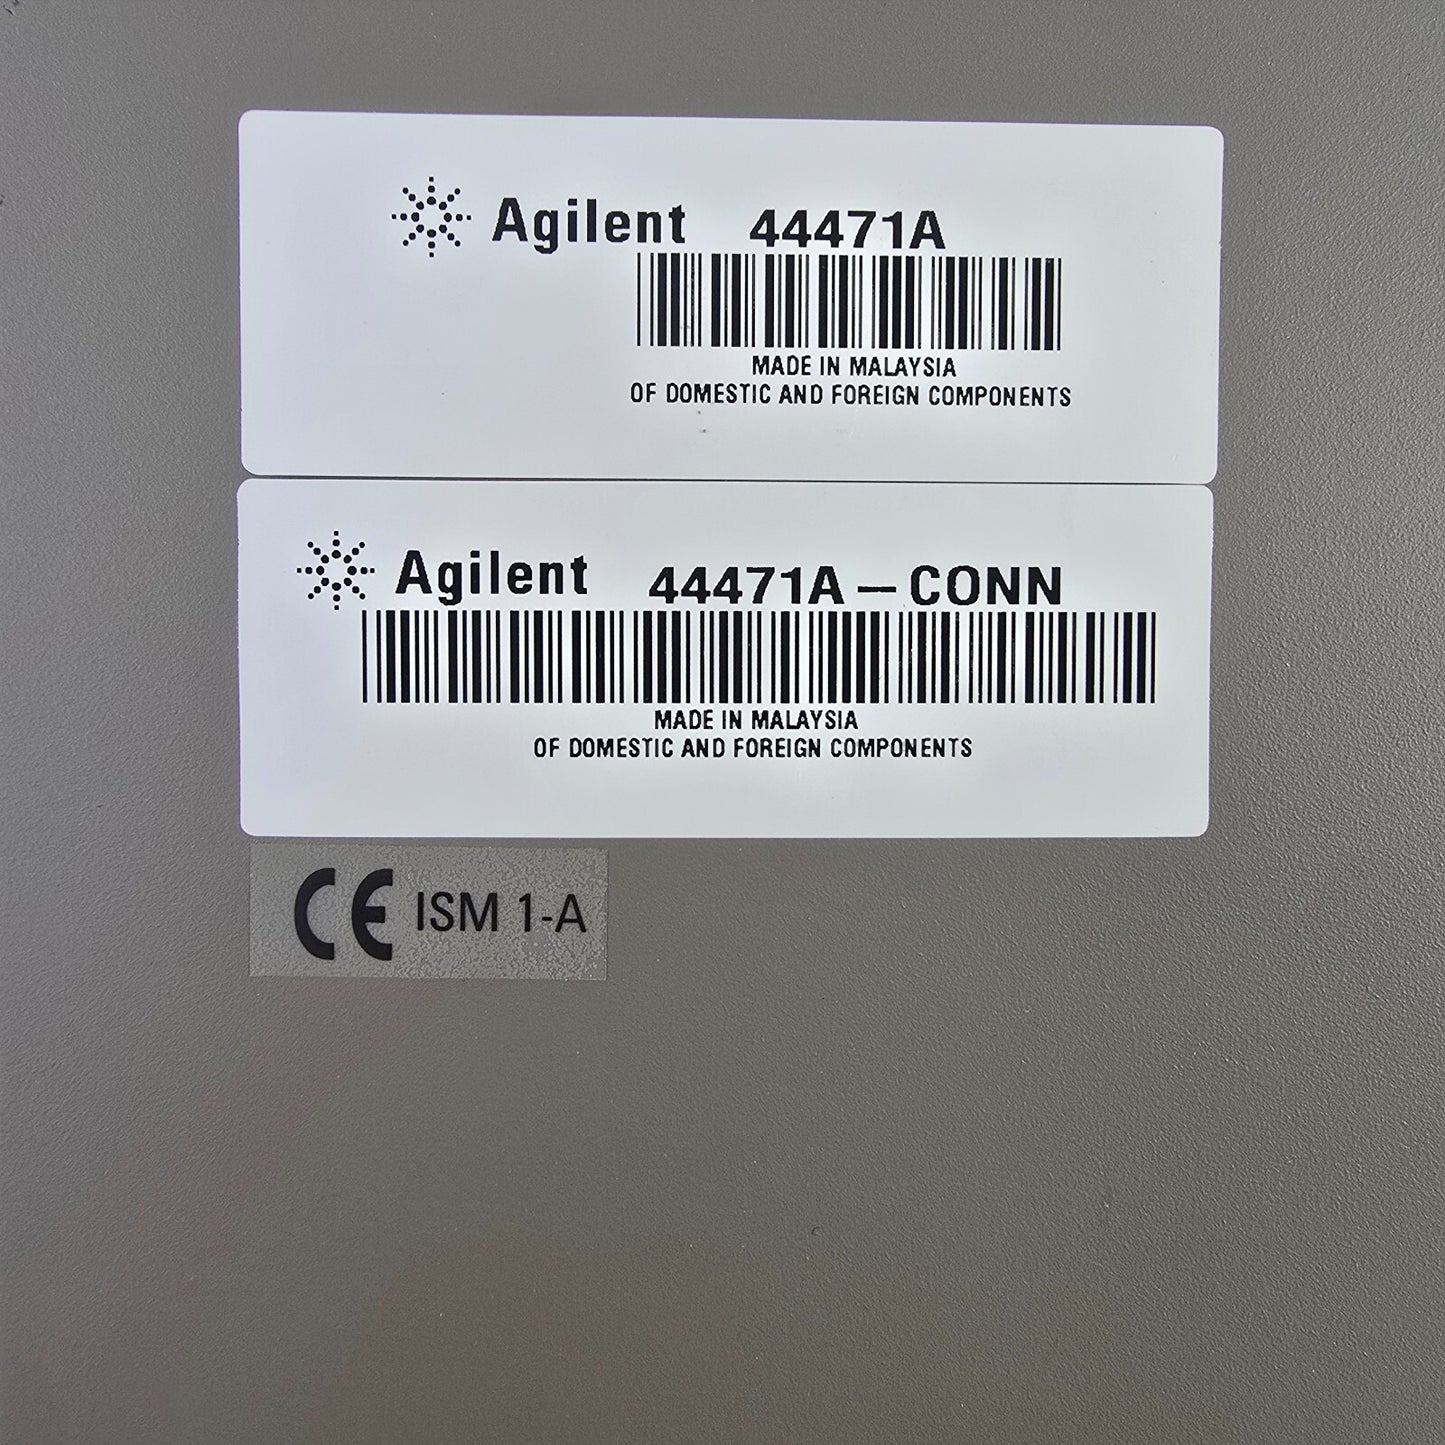 Agilent 44471A
MADE IN MALAYSIA
OF DOMESTIC AND FOREIGN COMPONENTS
Agilent 44471A-CONN
MADE IN MALAYSIA
OF DOMESTIC AND FOREIGN COMPONENTS
CE ISM 1-A